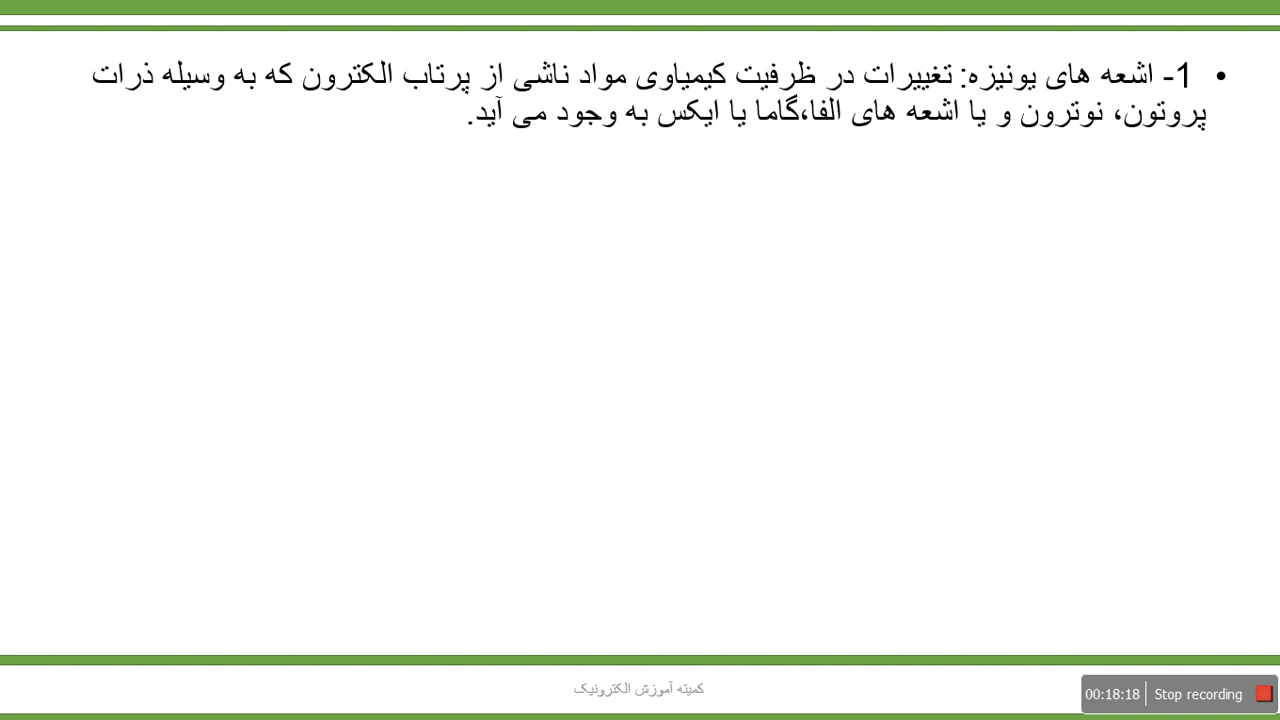 • 1- اشعه های یونیزه: تغییرات در ظرفیت کیمیاوی مواد ناشی از پرتاب الکترون که به وسیله ذرات
پروتون، نوترون و یا اشعه های الفا،گاما یا ایکس به وجود می آید.
کمیته آموزش الکترونیک
00:18:18 Stop recording